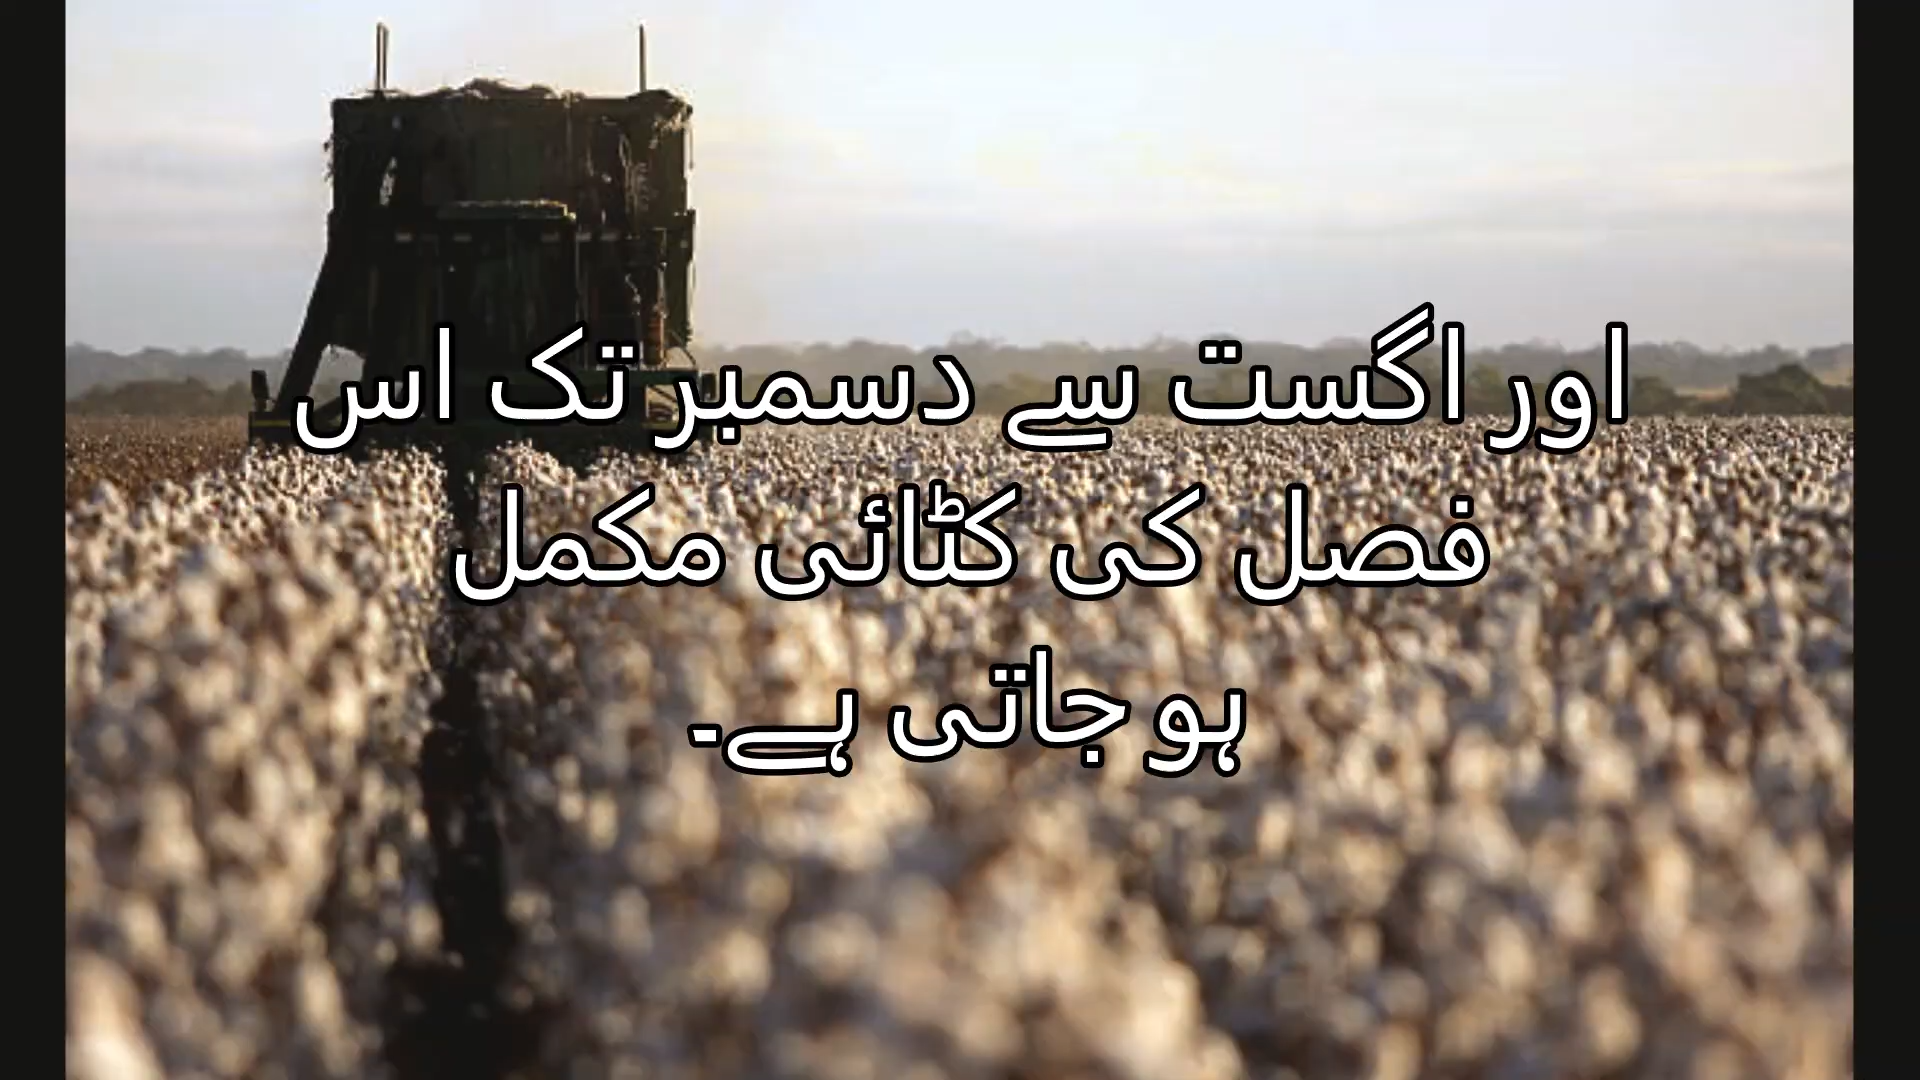 اور اگست سے دسمبر تک اس
فصل کی کٹائی مکمل
ہو جاتی ہے۔